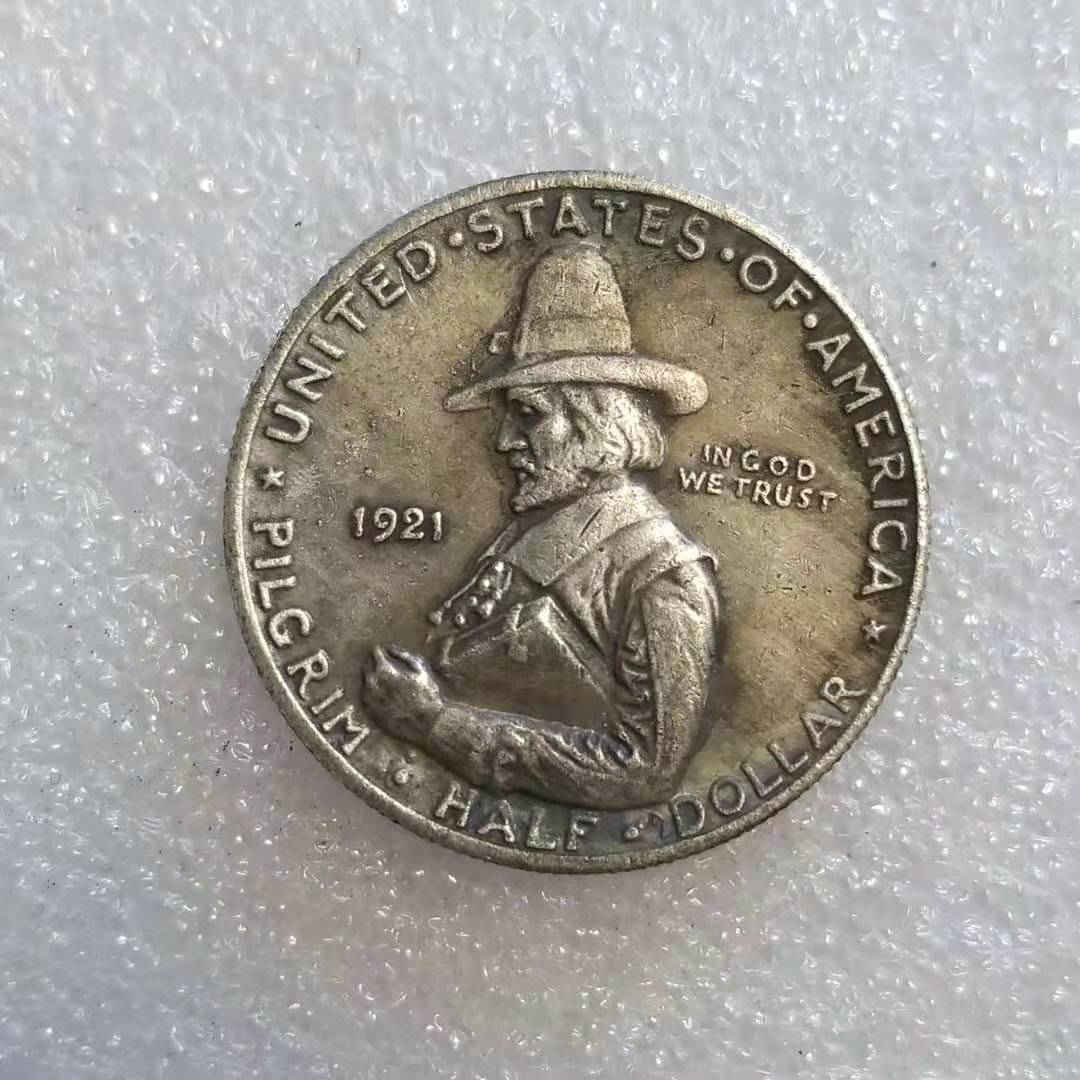 UNITED·STATES·OF·AMERICA
1921
IN GOD
WE TRUST
★ PILGRIM · HALF · DOLLAR ★